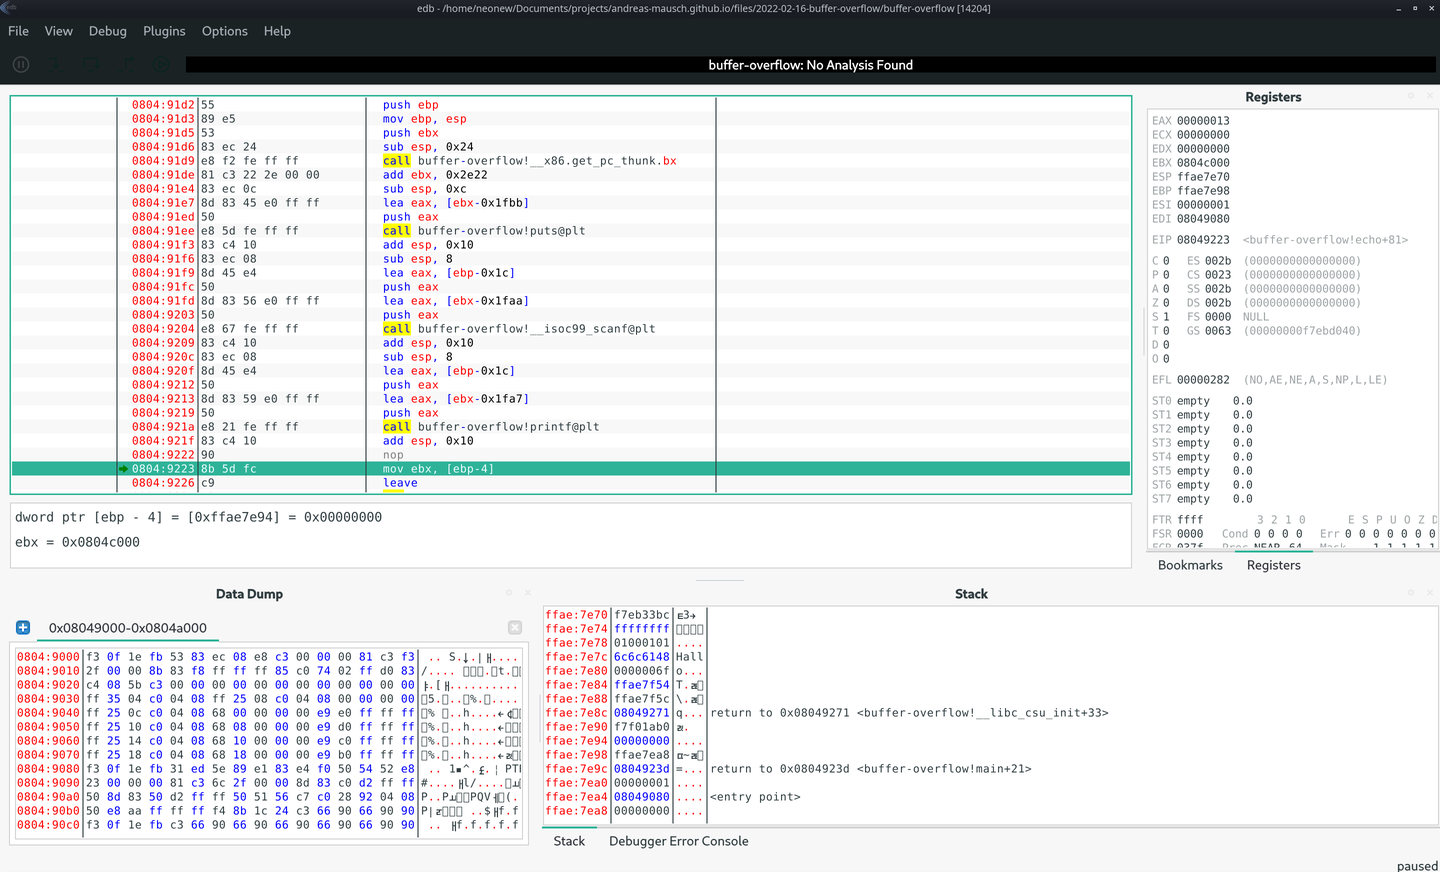 edb - /home/neonew/Documents/projects/andreas-mausch.github.io/files/2022-02-16-buffer-overflow/buffer-overflow [14204]
File View Debug Plugins Options Help
buffer-overflow: No Analysis Found
0804:91d2 55 push ebp
0804:91d3 89 e5 mov ebp, esp
0804:91d5 53 push ebx
0804:91d6 83 ec 24 sub esp, 0x24
0804:91d9 e8 f2 fe ff ff call buffer-overflow!__x86.get_pc_thunk.bx
0804:91de 81 c3 22 2e 00 00 add ebx, 0x2e22
0804:91e4 83 ec 0c sub esp, 0xc
0804:91e7 8d 83 45 e0 ff ff lea eax, [ebx-0x1fbb]
0804:91ed 50 push eax
0804:91ee e8 5d fe ff ff call buffer-overflow!puts@plt
0804:91f3 83 c4 10 add esp, 0x10
0804:91f6 83 ec 08 sub esp, 8
0804:91f9 8d 45 e4 lea eax, [ebp-0x1c]
0804:91fc 50 push eax
0804:91fd 8d 83 56 e0 ff ff lea eax, [ebx-0x1faa]
0804:9203 50 push eax
0804:9204 e8 67 fe ff ff call buffer-overflow!__isoc99_scanf@plt
0804:9209 83 c4 10 add esp, 0x10
0804:920c 83 ec 08 sub esp, 8
0804:920f 8d 45 e4 lea eax, [ebp-0x1c]
0804:9212 50 push eax
0804:9213 8d 83 59 e0 ff ff lea eax, [ebx-0x1fa7]
0804:9219 50 push eax
0804:921a e8 21 fe ff ff call buffer-overflow!printf@plt
0804:921f 83 c4 10 add esp, 0x10
0804:9222 90 nop
0804:9223 8b 5d fc mov ebx, [ebp-4]
0804:9226 c9 leave
dword ptr [ebp - 4] = [0xffae7e94] = 0x00000000
ebx = 0x0804c000
Registers
EAX 00000013
ECX 00000000
EDX 00000000
EBX 0804c000
ESP ffae7e70
EBP ffae7e98
ESI 00000001
EDI 08049080
EIP 08049223 <buffer-overflow!echo+81>
C 0 ES 002b (0000000000000000)
P 0 CS 0023 (0000000000000000)
A 0 SS 002b (0000000000000000)
Z 0 DS 002b (0000000000000000)
S 1 FS 0000 NULL
T 0 GS 0063 (00000000f7ebd040)
D 0
O 0
EFL 00000282 (NO,AE,NE,A,S,NP,L,LE)
ST0 empty 0.0
ST1 empty 0.0
ST2 empty 0.0
ST3 empty 0.0
ST4 empty 0.0
ST5 empty 0.0
ST6 empty 0.0
ST7 empty 0.0
FTR ffff 3 2 1 0 E S P U O Z D
FSR 0000 Cond 0 0 0 0 Err 0 0 0 0 0 0 0
Bookmarks Registers
Data Dump
0x08049000-0x0804a000
0804:9000 f3 0f 1e fb 53 83 ec 08 e8 c3 00 00 00 81 c3 f3
0804:9010 2f 00 00 8b 83 f8 ff ff ff 85 c0 74 02 ff d0 83
0804:9020 c4 08 5b c3 00 00 00 00 00 00 00 00 00 00 00 00
0804:9030 ff 35 04 c0 04 08 ff 25 08 c0 04 08 00 00 00 00
0804:9040 ff 25 0c c0 04 08 68 00 00 00 00 e9 e0 ff ff ff
0804:9050 ff 25 10 c0 04 08 68 08 00 00 00 e9 d0 ff ff ff
0804:9060 ff 25 14 c0 04 08 68 10 00 00 00 e9 c0 ff ff ff
0804:9070 ff 25 18 c0 04 08 68 18 00 00 00 e9 b0 ff ff ff
0804:9080 f3 0f 1e fb 31 ed 5e 89 e1 83 e4 f0 50 54 52 e8
0804:9090 23 00 00 00 81 c3 6c 2f 00 00 8d 83 c0 d2 ff ff
0804:90a0 50 8d 83 50 d2 ff ff 50 51 56 c7 c0 28 92 04 08
0804:90b0 50 e8 aa ff ff ff f4 8b 1c 24 c3 66 90 66 90 90
0804:90c0 f3 0f 1e fb c3 66 90 66 90 66 90 66 90 66 90 90
Stack
ffae:7e70 f7eb33bc
ffae:7e74 ffffffff
ffae:7e78 01000101 ....
ffae:7e7c 6c6c6148 Hall
ffae:7e80 0000006f o...
ffae:7e84 ffae7f54
ffae:7e88 ffae7f5c
ffae:7e8c 08049271 q... return to 0x08049271 <buffer-overflow!__libc_csu_init+33>
ffae:7e90 f7f01ab0
ffae:7e94 00000000 ....
ffae:7e98 ffae7ea8
ffae:7e9c 0804923d =... return to 0x0804923d <buffer-overflow!main+21>
ffae:7ea0 00000001 ....
ffae:7ea4 08049080 .... <entry point>
ffae:7ea8 00000000 ....
Stack Debugger Error Console
paused